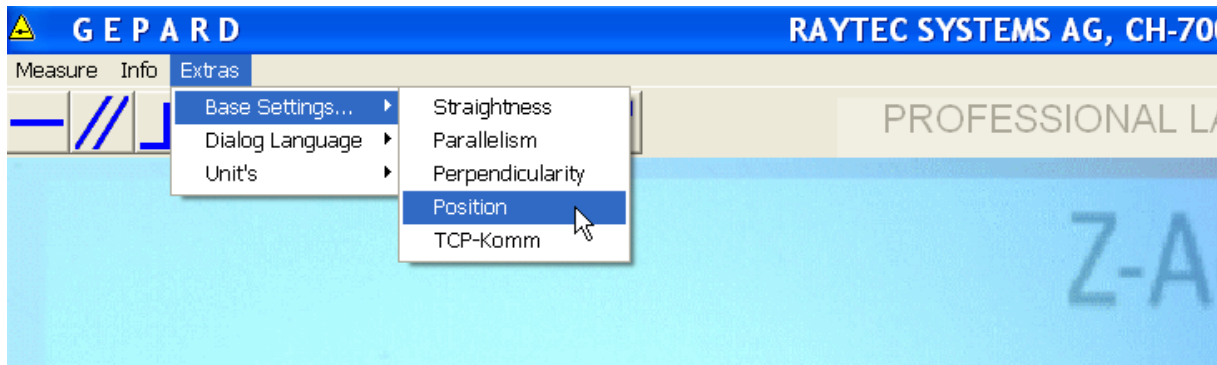 GEPARD RAYTEC SYSTEMS AG, CH-70
Measure Info Extras
PROFESSIONAL L
Base Settings...
Dialog Language
Unit's
Straightness
Parallelism
Perpendicularity
Position
TCP-Komm
Z-A